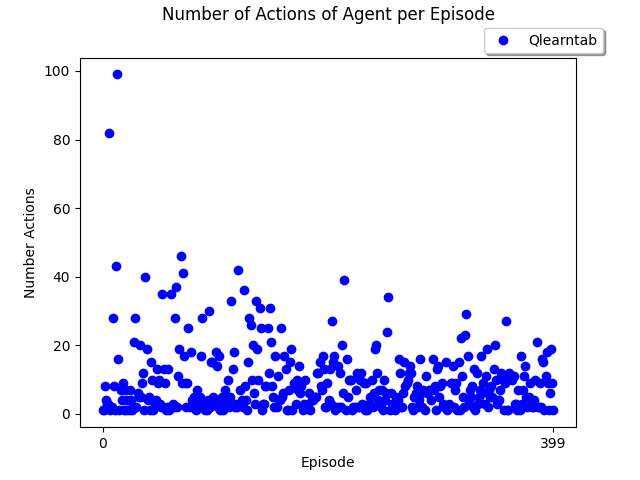 Number of Actions of Agent per Episode
Qlearntab
100
80
60
40
20
0
Number Actions
0 399
Episode